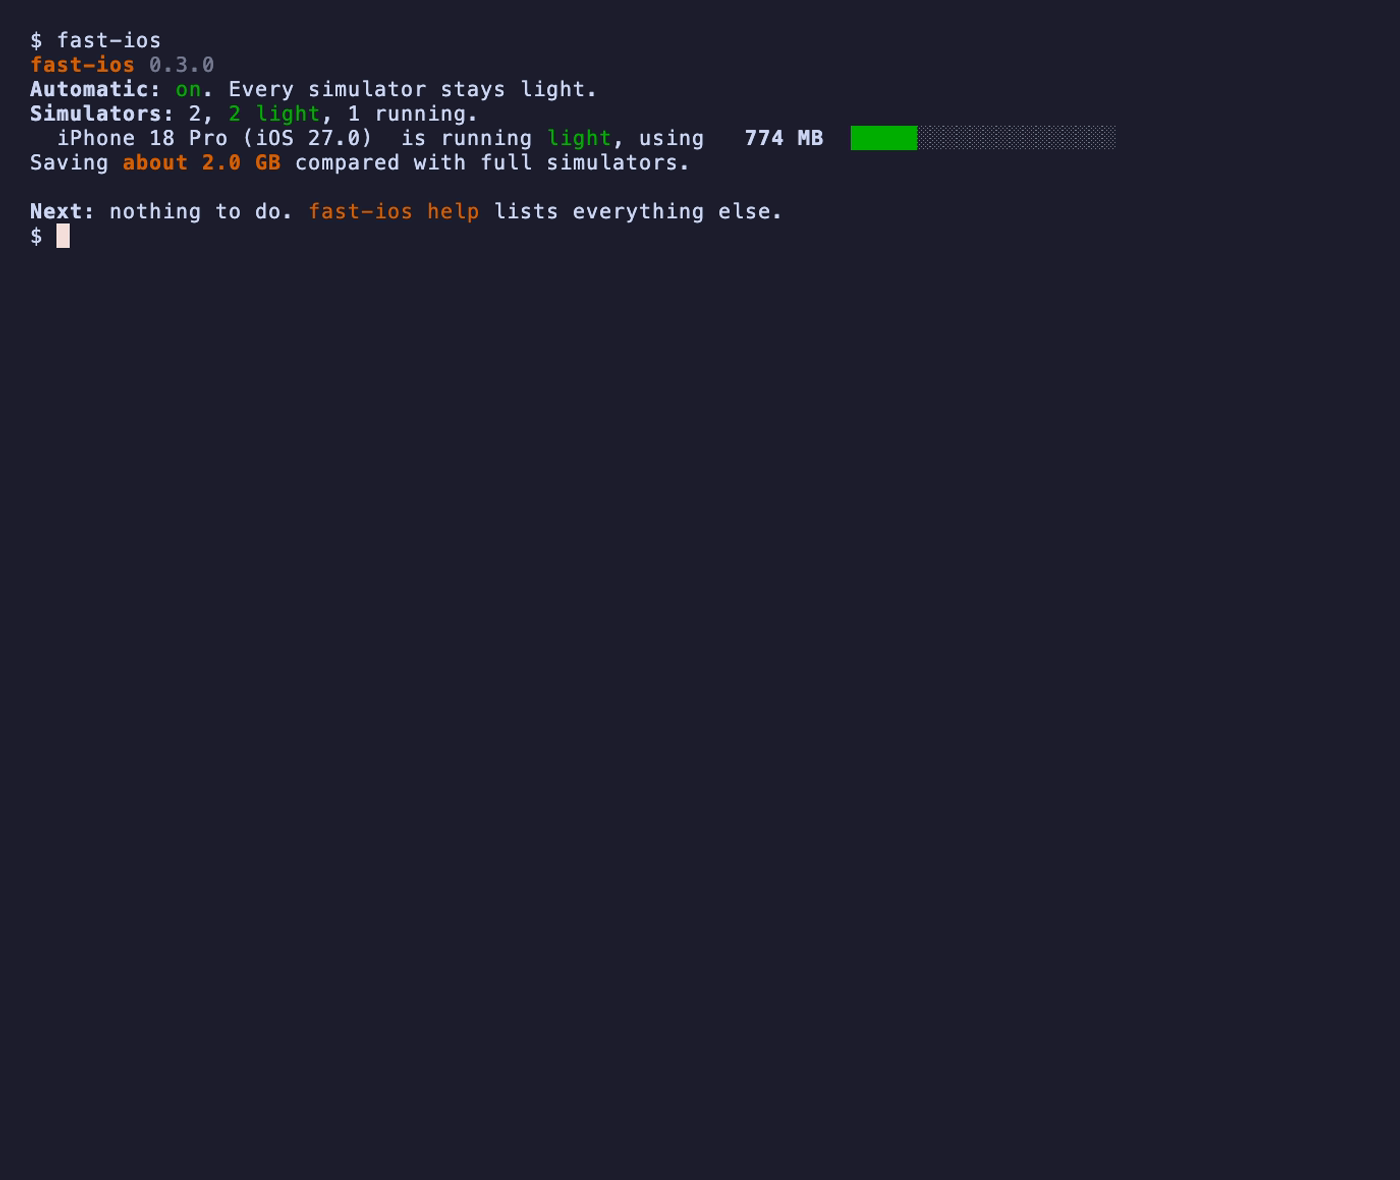 $ fast-ios
fast-ios 0.3.0
Automatic: on. Every simulator stays light.
Simulators: 2, 2 light, 1 running.
  iPhone 18 Pro (iOS 27.0)  is running light, using   774 MB
Saving about 2.0 GB compared with full simulators.
Next: nothing to do. fast-ios help lists everything else.
$